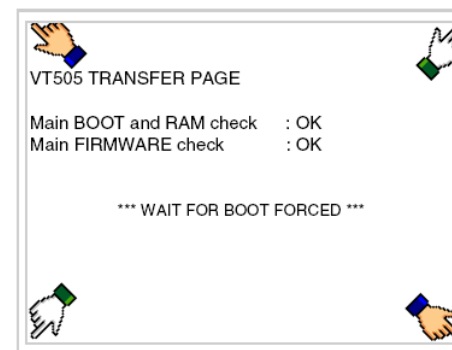 VT505 TRANSFER PAGE
Main BOOT and RAM check : OK
Main FIRMWARE check : OK
*** WAIT FOR BOOT FORCED ***